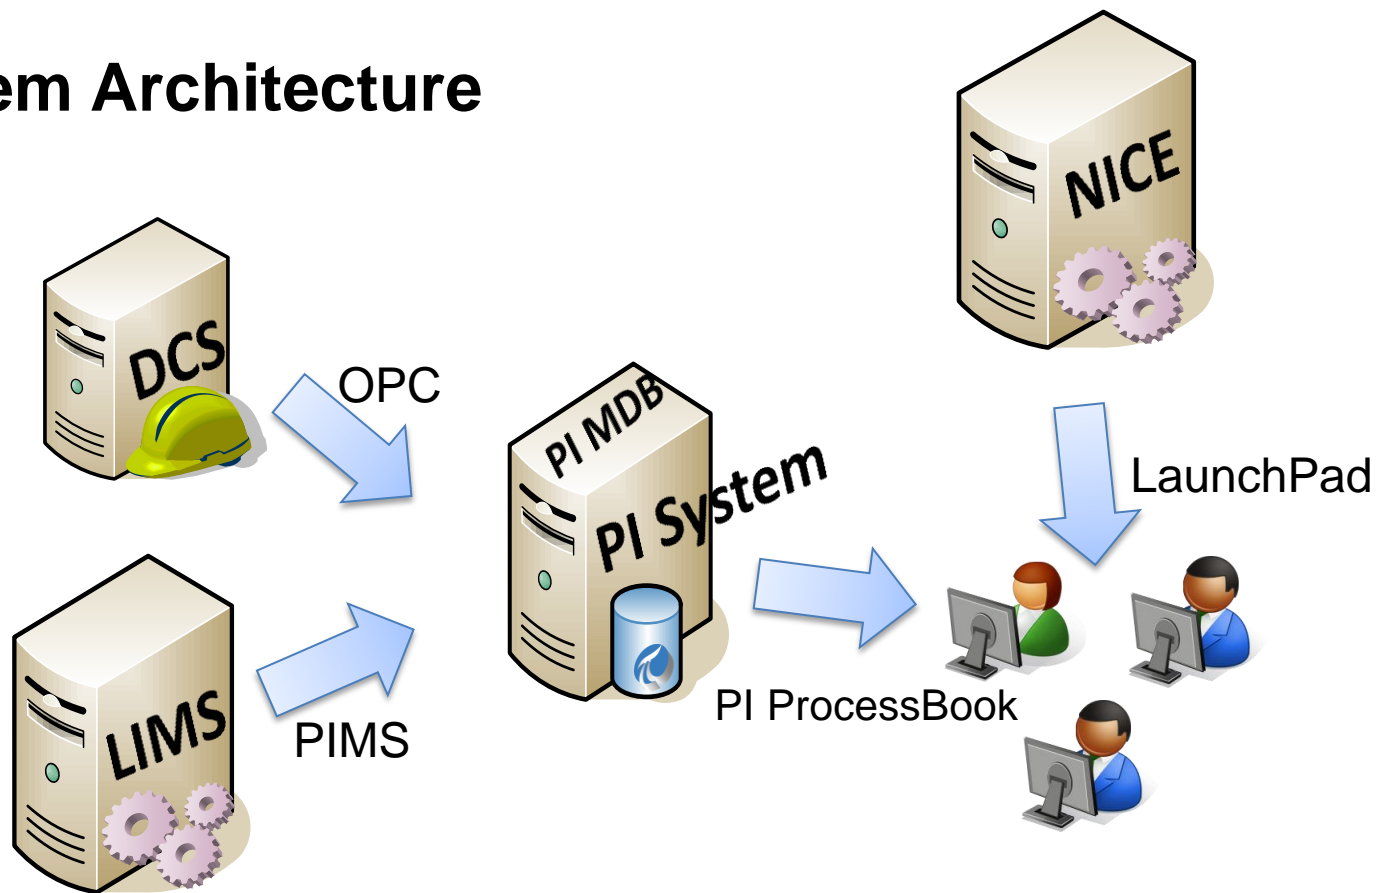 em Architecture
NICE
DCS
OPC
PI MDB
PI System
LaunchPad
LIMS
PIMS
PI ProcessBook